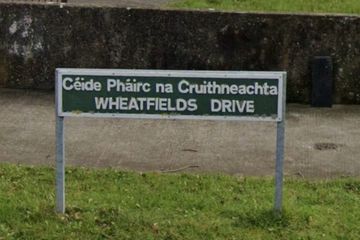 Céide Pháirc na Cruithneachta
WHEATFIELDS DRIVE